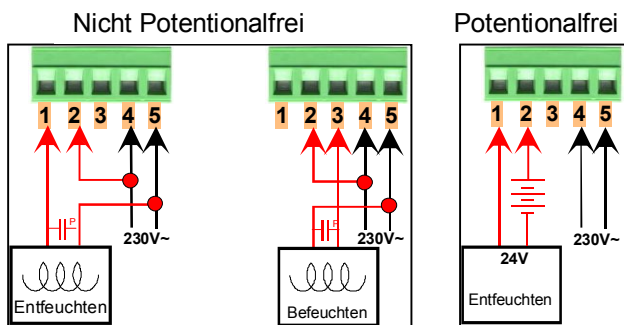 Nicht Potentionalfrei
Potentionalfrei
1 2 3 4 5
1 2 3 4 5
1 2 3 4 5
P
230V~
P
230V~
24V
230V~
Entfeuchten
Befeuchten
Entfeuchten